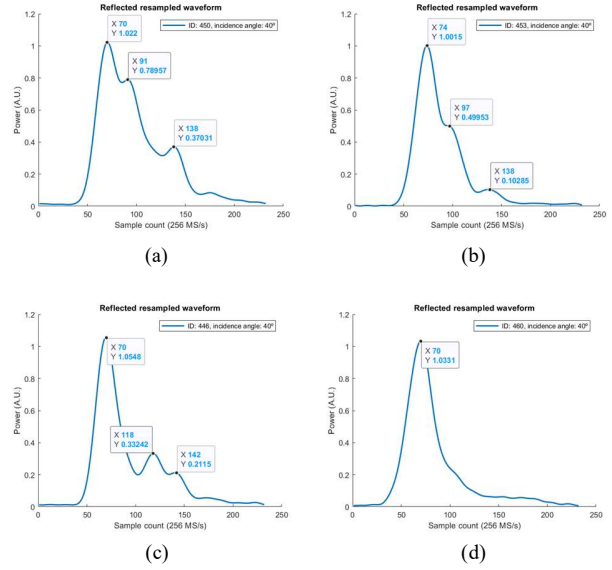 Reflected resampled waveform
ID: 450, incidence angle: 40º
X 70
Y 1.022
X 91
Y 0.78957
X 138
Y 0.37031
Power (A.U.)
1.2
1
0.8
0.6
0.4
0.2
0
0 50 100 150 200 250
Sample count (256 MS/s)
(a)
Reflected resampled waveform
ID: 453, incidence angle: 40º
X 74
Y 1.0015
X 97
Y 0.49953
X 138
Y 0.10285
Power (A.U.)
1.2
1
0.8
0.6
0.4
0.2
0
0 50 100 150 200 250
Sample count (256 MS/s)
(b)
Reflected resampled waveform
ID: 446, incidence angle: 40º
X 70
Y 1.0548
X 118
Y 0.33242
X 142
Y 0.2115
Power (A.U.)
1.2
1
0.8
0.6
0.4
0.2
0
0 50 100 150 200 250
Sample count (256 MS/s)
(c)
Reflected resampled waveform
ID: 460, incidence angle: 40º
X 70
Y 1.0331
Power (A.U.)
1.2
1
0.8
0.6
0.4
0.2
0
0 50 100 150 200 250
Sample count (256 MS/s)
(d)